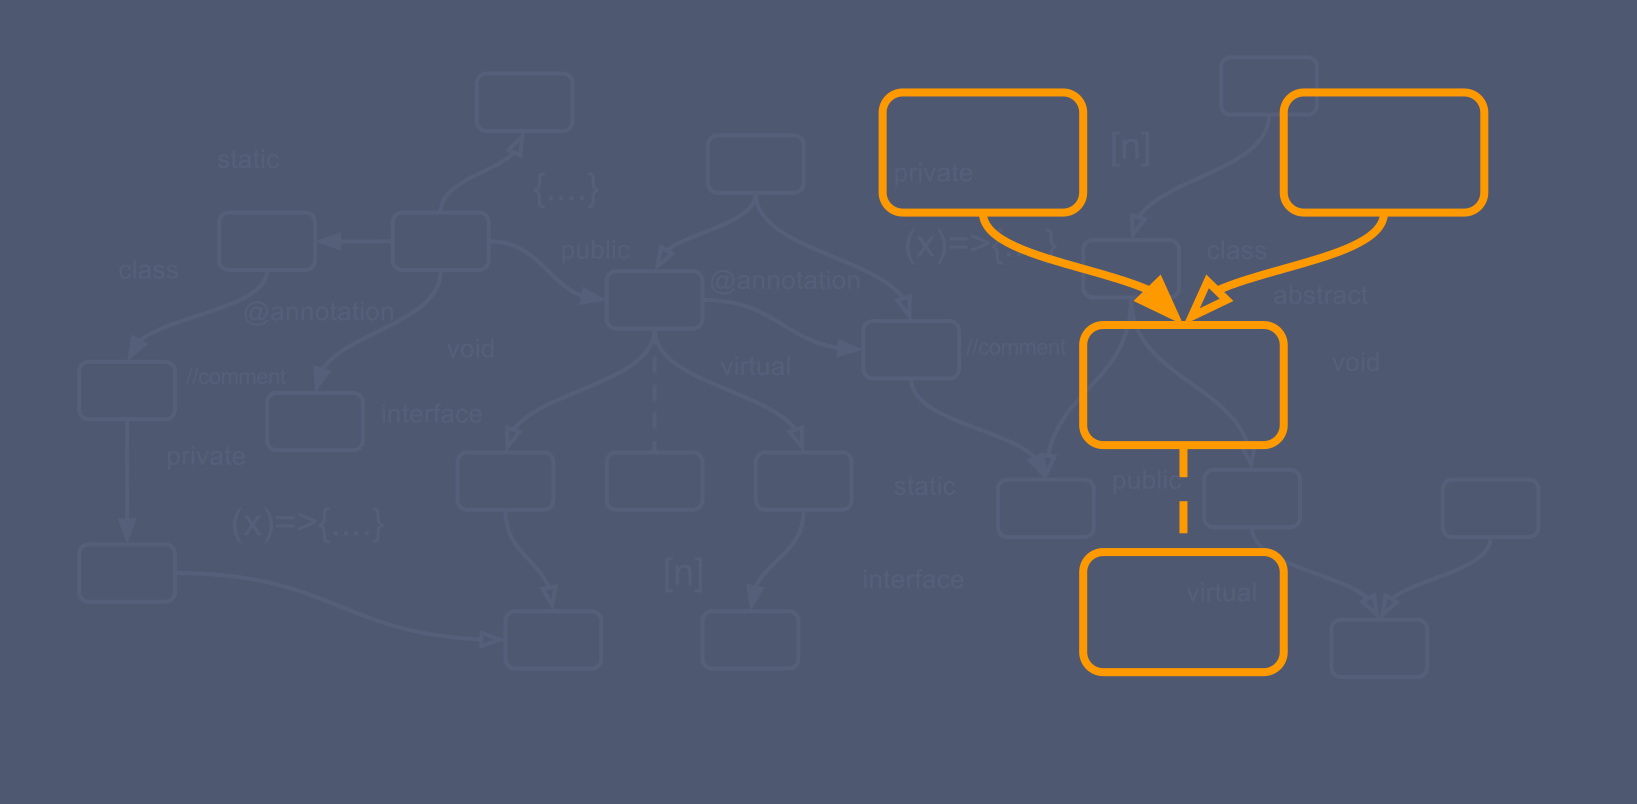 static
{....}
[n]
private
public
(x)=>{....}
class
class
@annotation
@annotation
abstract
void
//comment
void
//comment
virtual
interface
private
static
public
(x)=>{....}
[n]
interface
virtual